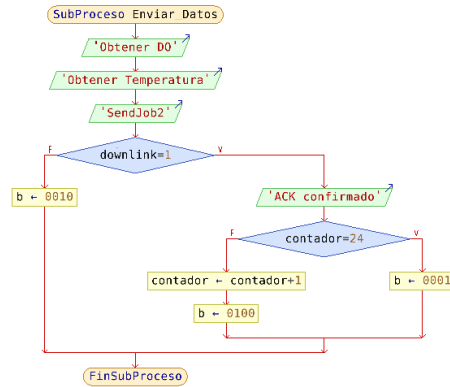 SubProceso Enviar Datos
'Obtener DO'
'Obtener Temperatura'
'SendJob2'
downlink=1
F
V
b ← 0010
'ACK confirmado'
contador=24
F
V
contador ← contador+1
b ← 0001
b ← 0100
FinSubProceso